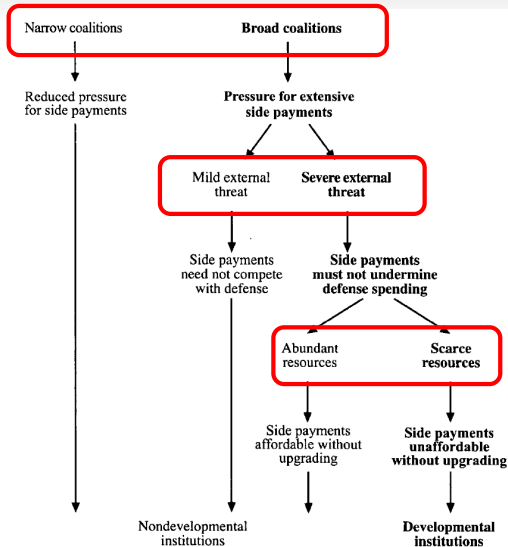 Narrow coalitions
Broad coalitions
Reduced pressure
for side payments
Pressure for extensive
side payments
Mild external
threat
Severe external
threat
Side payments
need not compete
with defense
Side payments
must not undermine
defense spending
Abundant
resources
Scarce
resources
Side payments
affordable without
upgrading
Side payments
unaffordable
without upgrading
Nondevelopmental
institutions
Developmental
institutions